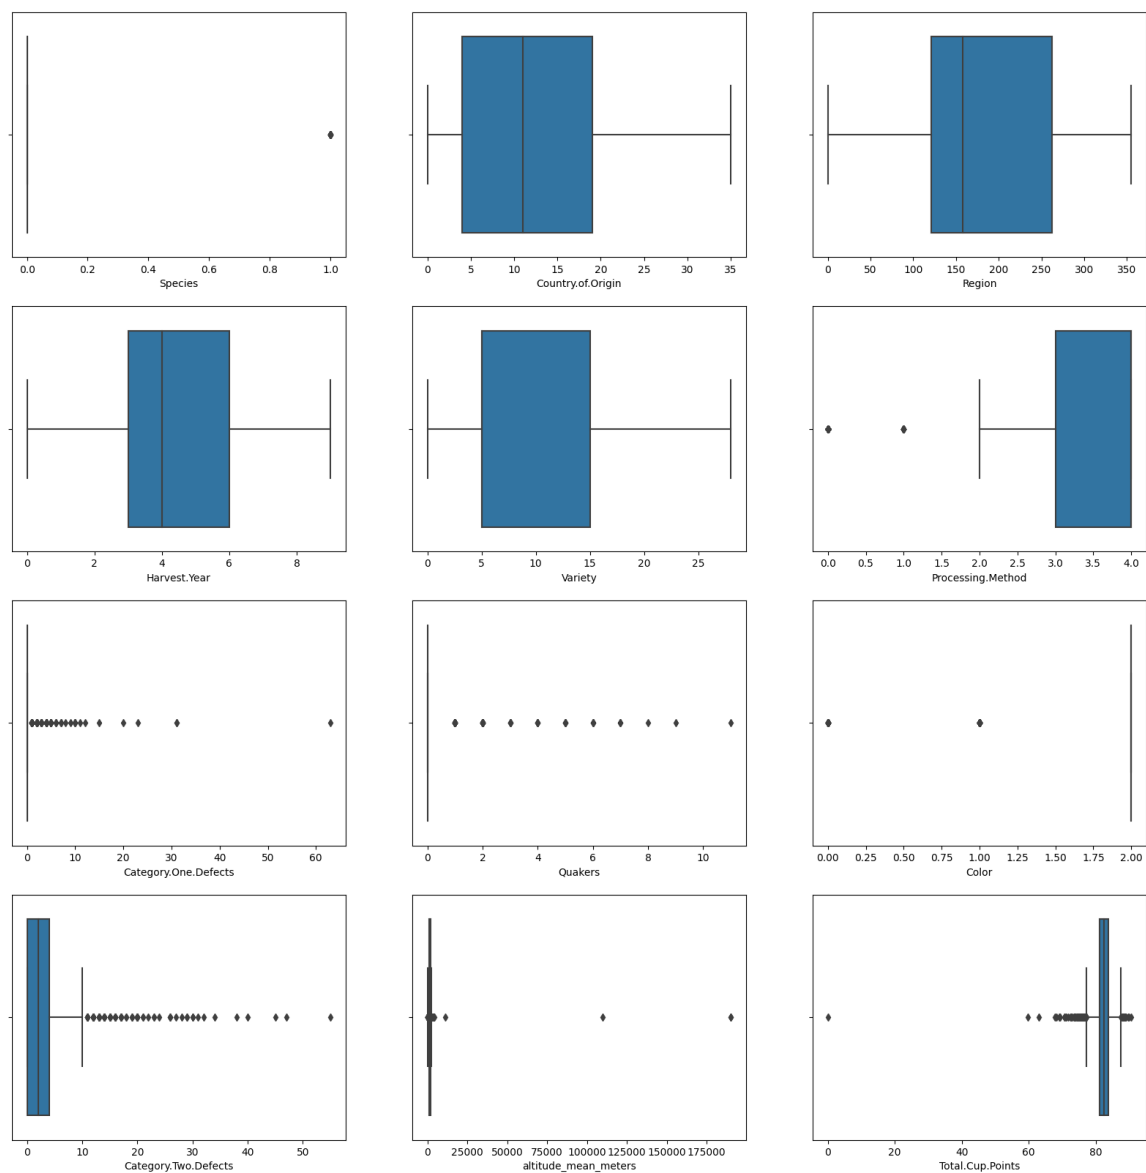 0.0 0.2 0.4 0.6 0.8 1.0
Species
0 5 10 15 20 25 30 35
Country.of.Origin
0 50 100 150 200 250 300 350
Region
0 2 4 6 8
Harvest.Year
0 5 10 15 20 25
Variety
0.0 0.5 1.0 1.5 2.0 2.5 3.0 3.5 4.0
Processing.Method
0 10 20 30 40 50 60
Category.One.Defects
0 2 4 6 8 10
Quakers
0.00 0.25 0.50 0.75 1.00 1.25 1.50 1.75 2.00
Color
0 10 20 30 40 50
Category.Two.Defects
0 25000 50000 75000 100000 125000 150000 175000
altitude_mean_meters
0 20 40 60 80
Total.Cup.Points